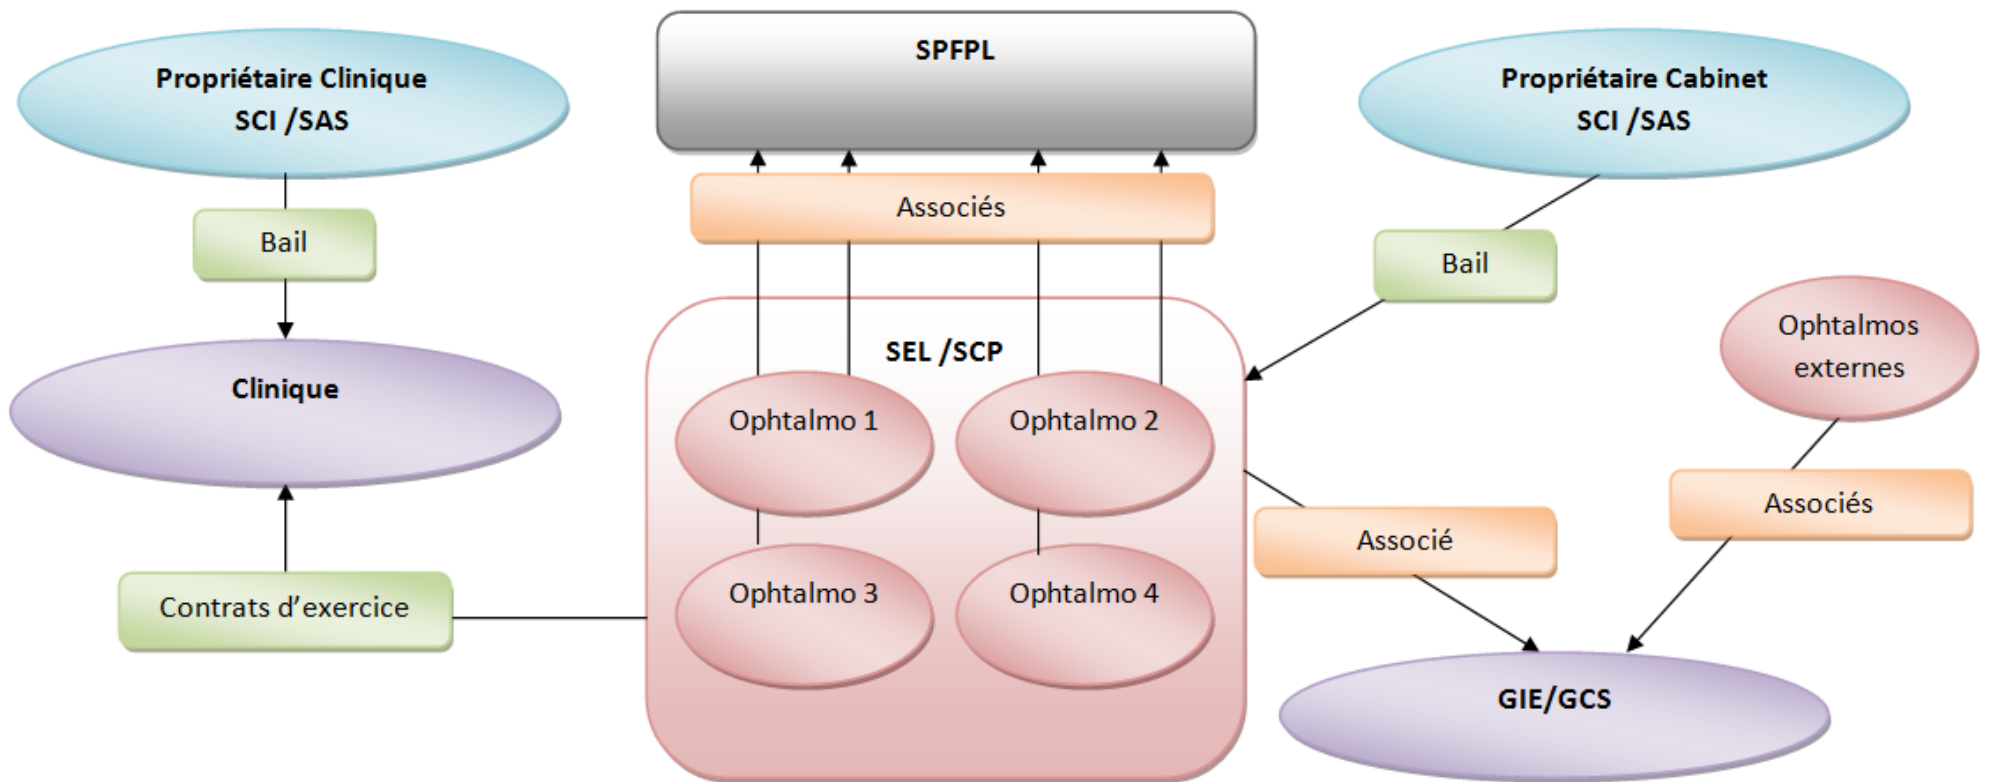 Propriétaire Clinique
SCI /SAS
SPFPL
Propriétaire Cabinet
SCI /SAS
Associés
Bail
Bail
Ophtalmos
externes
SEL /SCP
Clinique
Ophtalmo 1
Ophtalmo 2
Associés
Associé
Ophtalmo 3
Ophtalmo 4
Contrats d’exercice
GIE/GCS